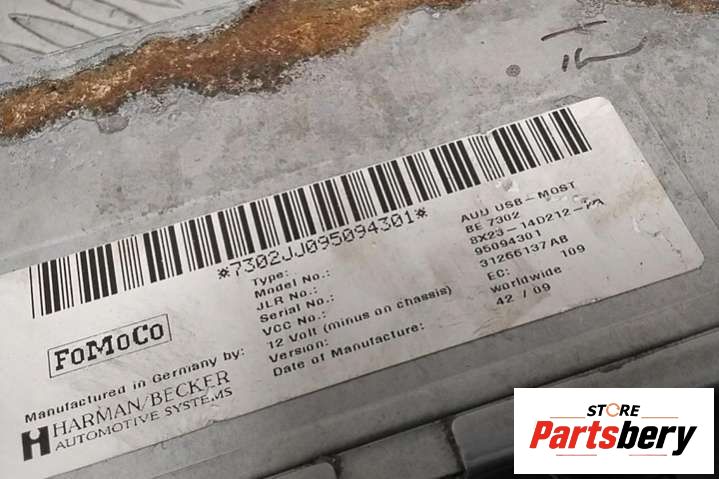 *7302JJ095094301*
Type: AUU USB-MOST
Model No.: BE 7302
JLR No.: 8X23-14D212-PA
Serial No.: 95094301
VCC No.: 31266137AB
12 Volt (minus on chassis) EC: 109
Version: worldwide
Date of Manufacture: 42 / 09
FoMoCo
Manufactured in Germany by:
HARMAN/BECKER
AUTOMOTIVE SYSTEMS
STORE
Partsbery